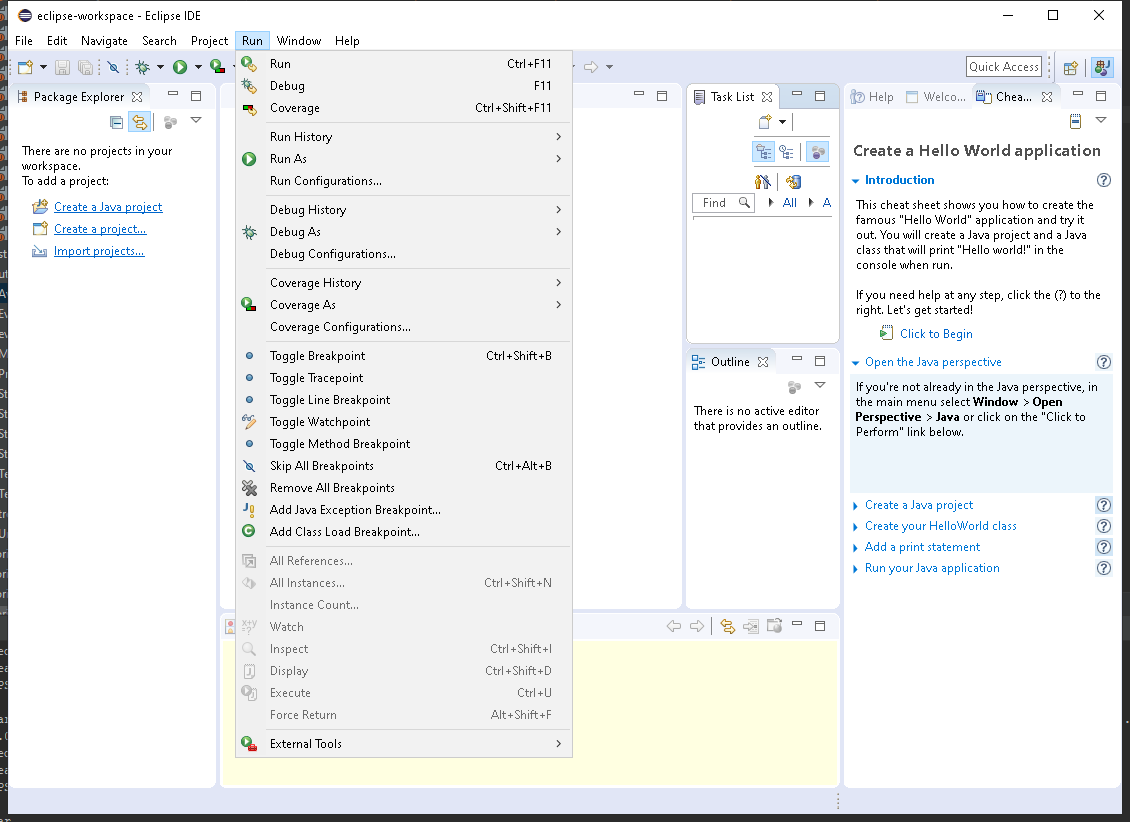 eclipse-workspace - Eclipse IDE
File Edit Navigate Search Project Run Window Help
Quick Access
Package Explorer
There are no projects in your
workspace.
To add a project:
Create a Java project
Create a project...
Import projects...
Run Ctrl+F11
Debug F11
Coverage Ctrl+Shift+F11
Run History
Run As
Run Configurations...
Debug History
Debug As
Debug Configurations...
Coverage History
Coverage As
Coverage Configurations...
Toggle Breakpoint Ctrl+Shift+B
Toggle Tracepoint
Toggle Line Breakpoint
Toggle Watchpoint
Toggle Method Breakpoint
Skip All Breakpoints Ctrl+Alt+B
Remove All Breakpoints
Add Java Exception Breakpoint...
Add Class Load Breakpoint...
All References...
All Instances... Ctrl+Shift+N
Instance Count...
Watch
Inspect Ctrl+Shift+I
Display Ctrl+Shift+D
Execute Ctrl+U
Force Return Alt+Shift+F
External Tools
Task List
Find All A
Outline
There is no active editor
that provides an outline.
Help Welco... Chea...
Create a Hello World application
Introduction
This cheat sheet shows you how to create the
famous "Hello World" application and try it
out. You will create a Java project and a Java
class that will print "Hello world!" in the
console when run.
If you need help at any step, click the (?) to the
right. Let's get started!
Click to Begin
Open the Java perspective
If you're not already in the Java perspective, in
the main menu select Window > Open
Perspective > Java or click on the "Click to
Perform" link below.
Create a Java project
Create your HelloWorld class
Add a print statement
Run your Java application